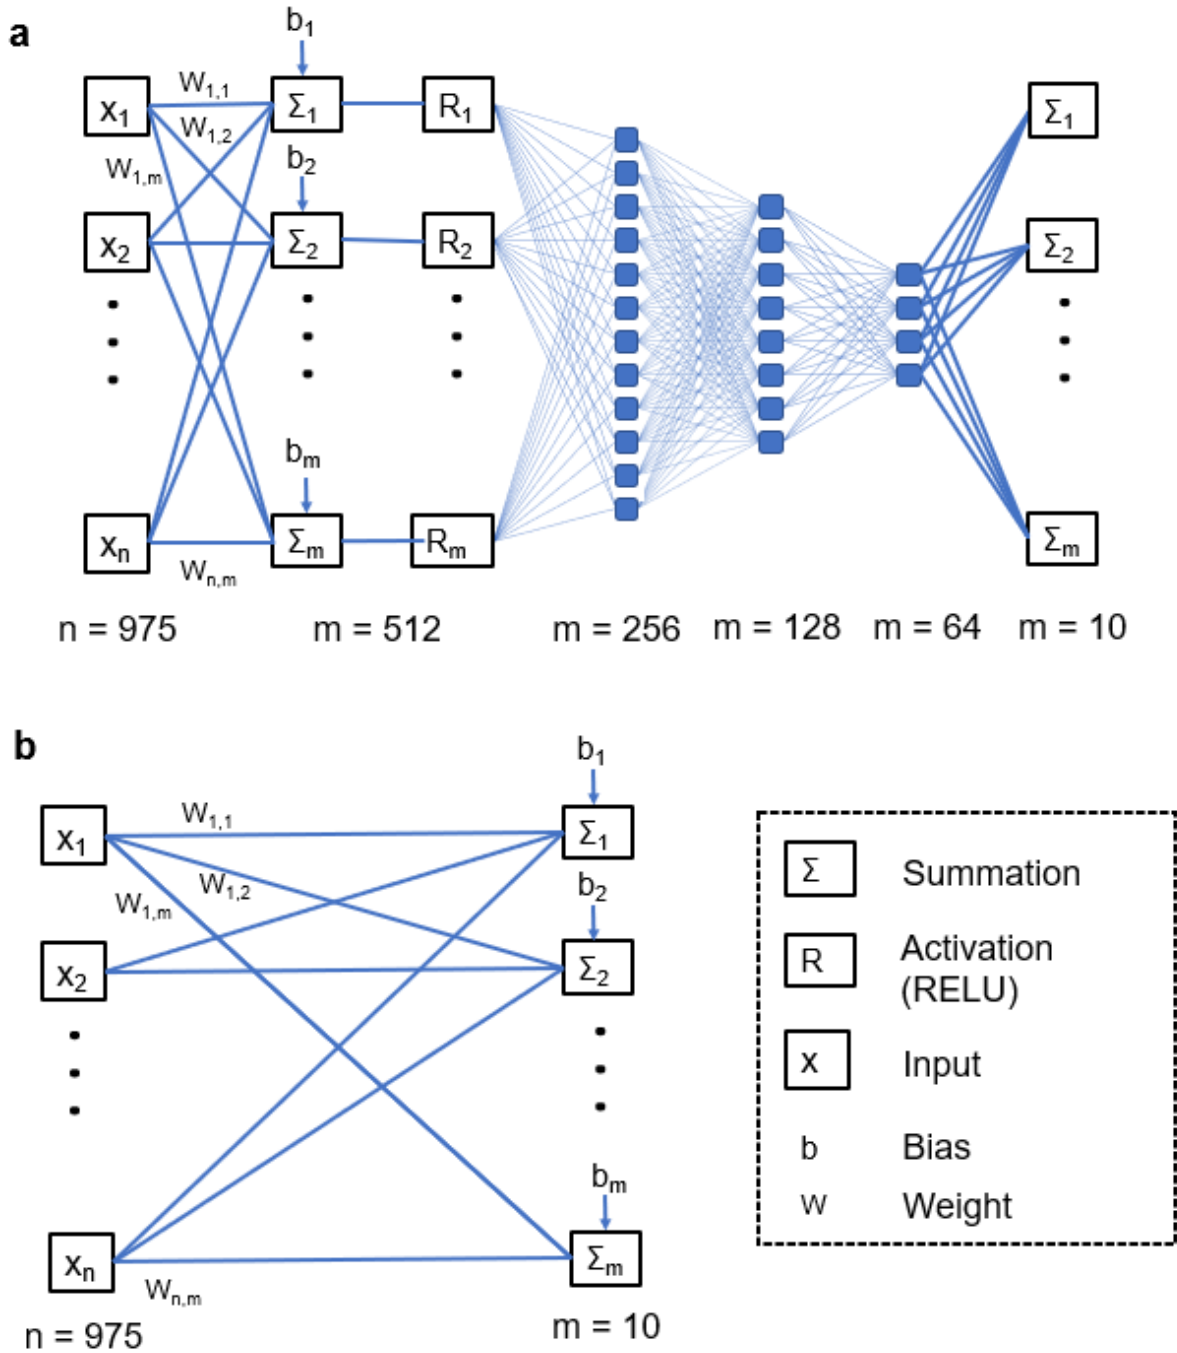 a
b₁
x₁ W₁,₁ Σ₁ R₁ Σ₁
W₁,₂
W₁,m b₂
x₂ Σ₂ R₂ Σ₂
bm
xn Σm Rm Σm
Wn,m
n = 975 m = 512 m = 256 m = 128 m = 64 m = 10
b
b₁
x₁ W₁,₁ Σ₁
W₁,₂ b₂
W₁,m
x₂ Σ₂
bm
xn Σm
Wn,m
n = 975 m = 10
Σ Summation
R Activation
(RELU)
x Input
b Bias
W Weight